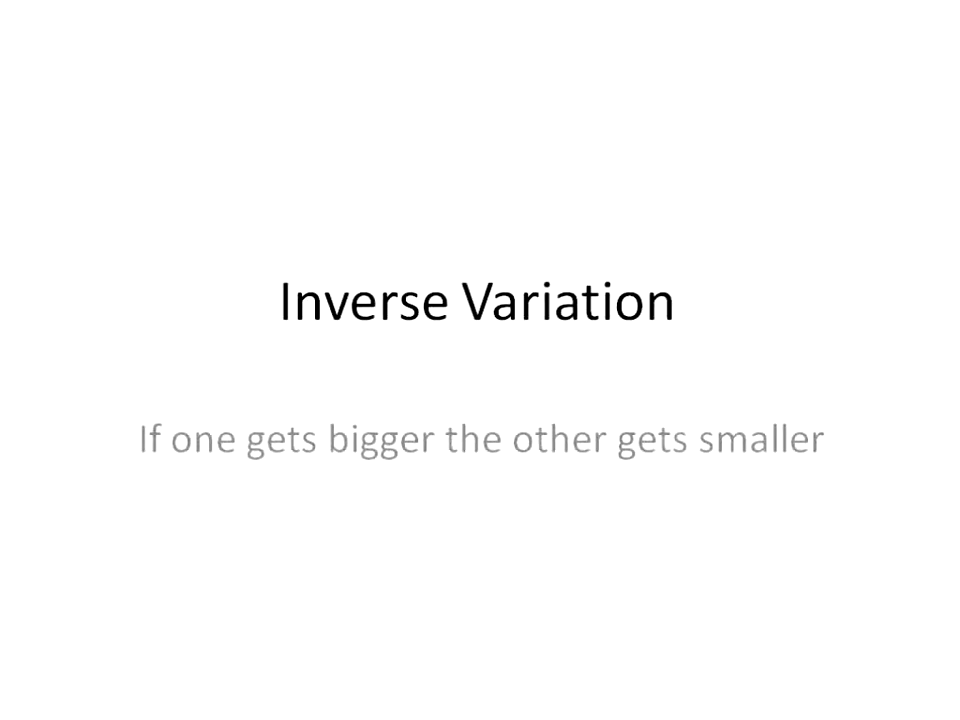 Inverse Variation
If one gets bigger the other gets smaller